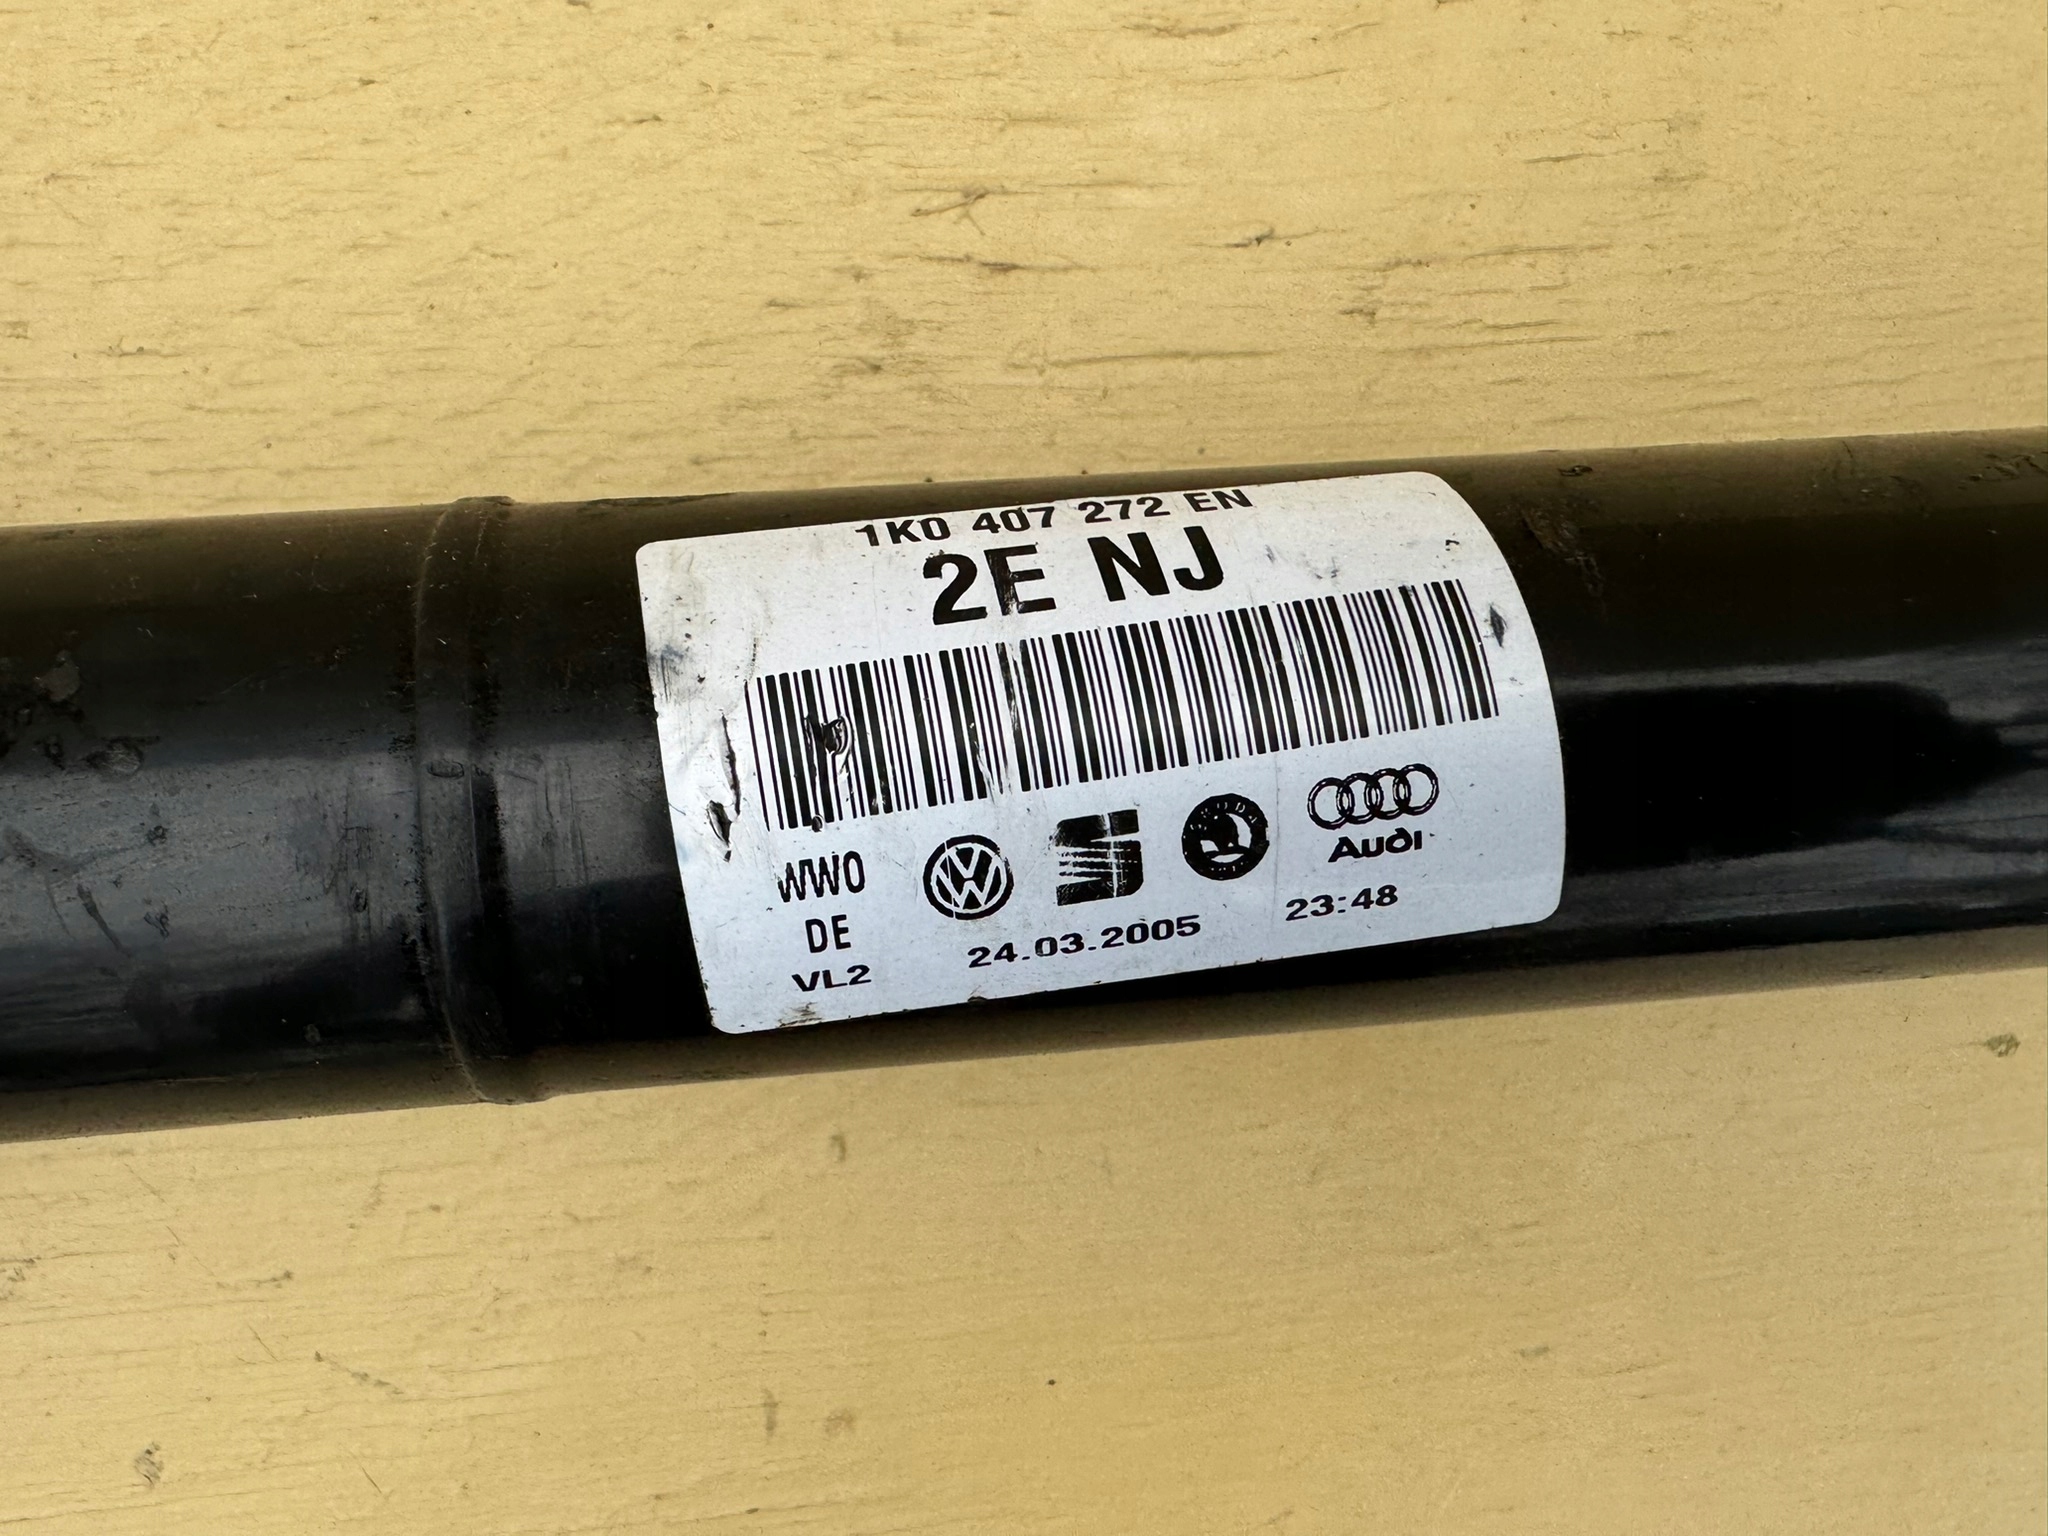 1K0 407 272 EN
2E NJ
WWO
DE
VL2
Audi
24.03.2005 23:48